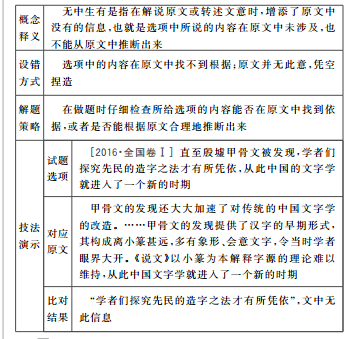 概念
释义
无中生有是指在解说原文或转述文意时,增添了原文中
没有的信息,也就是选项中所说的内容在原文中未涉及,也
不能从原文中推断出来
设错
方式
选项中的内容在原文中找不到根据;原文并无此意,凭空
捏造
解题
策略
在做题时仔细检查所给选项的内容能否在原文中找到依
据,或者是否能根据原文合理地推断出来
技法
演示
试题
选项
[2016·全国卷Ⅰ]直至殷墟甲骨文被发现,学者们
探究先民的造字之法才有所凭依,从此中国的文字学
就进入了一个新的时期
对应
原文
甲骨文的发现还大大加速了对传统的中国文字学
的改造。……甲骨文的发现提供了汉字的早期形式,
其构成离小篆甚远,多有象形、会意文字,令当时学者
眼界大开。《说文》以小篆为本解释字源的理论难以
维持,从此中国文字学就进入了一个新的时期
比对
结果
“学者们探究先民的造字之法才有所凭依”,文中无
此信息